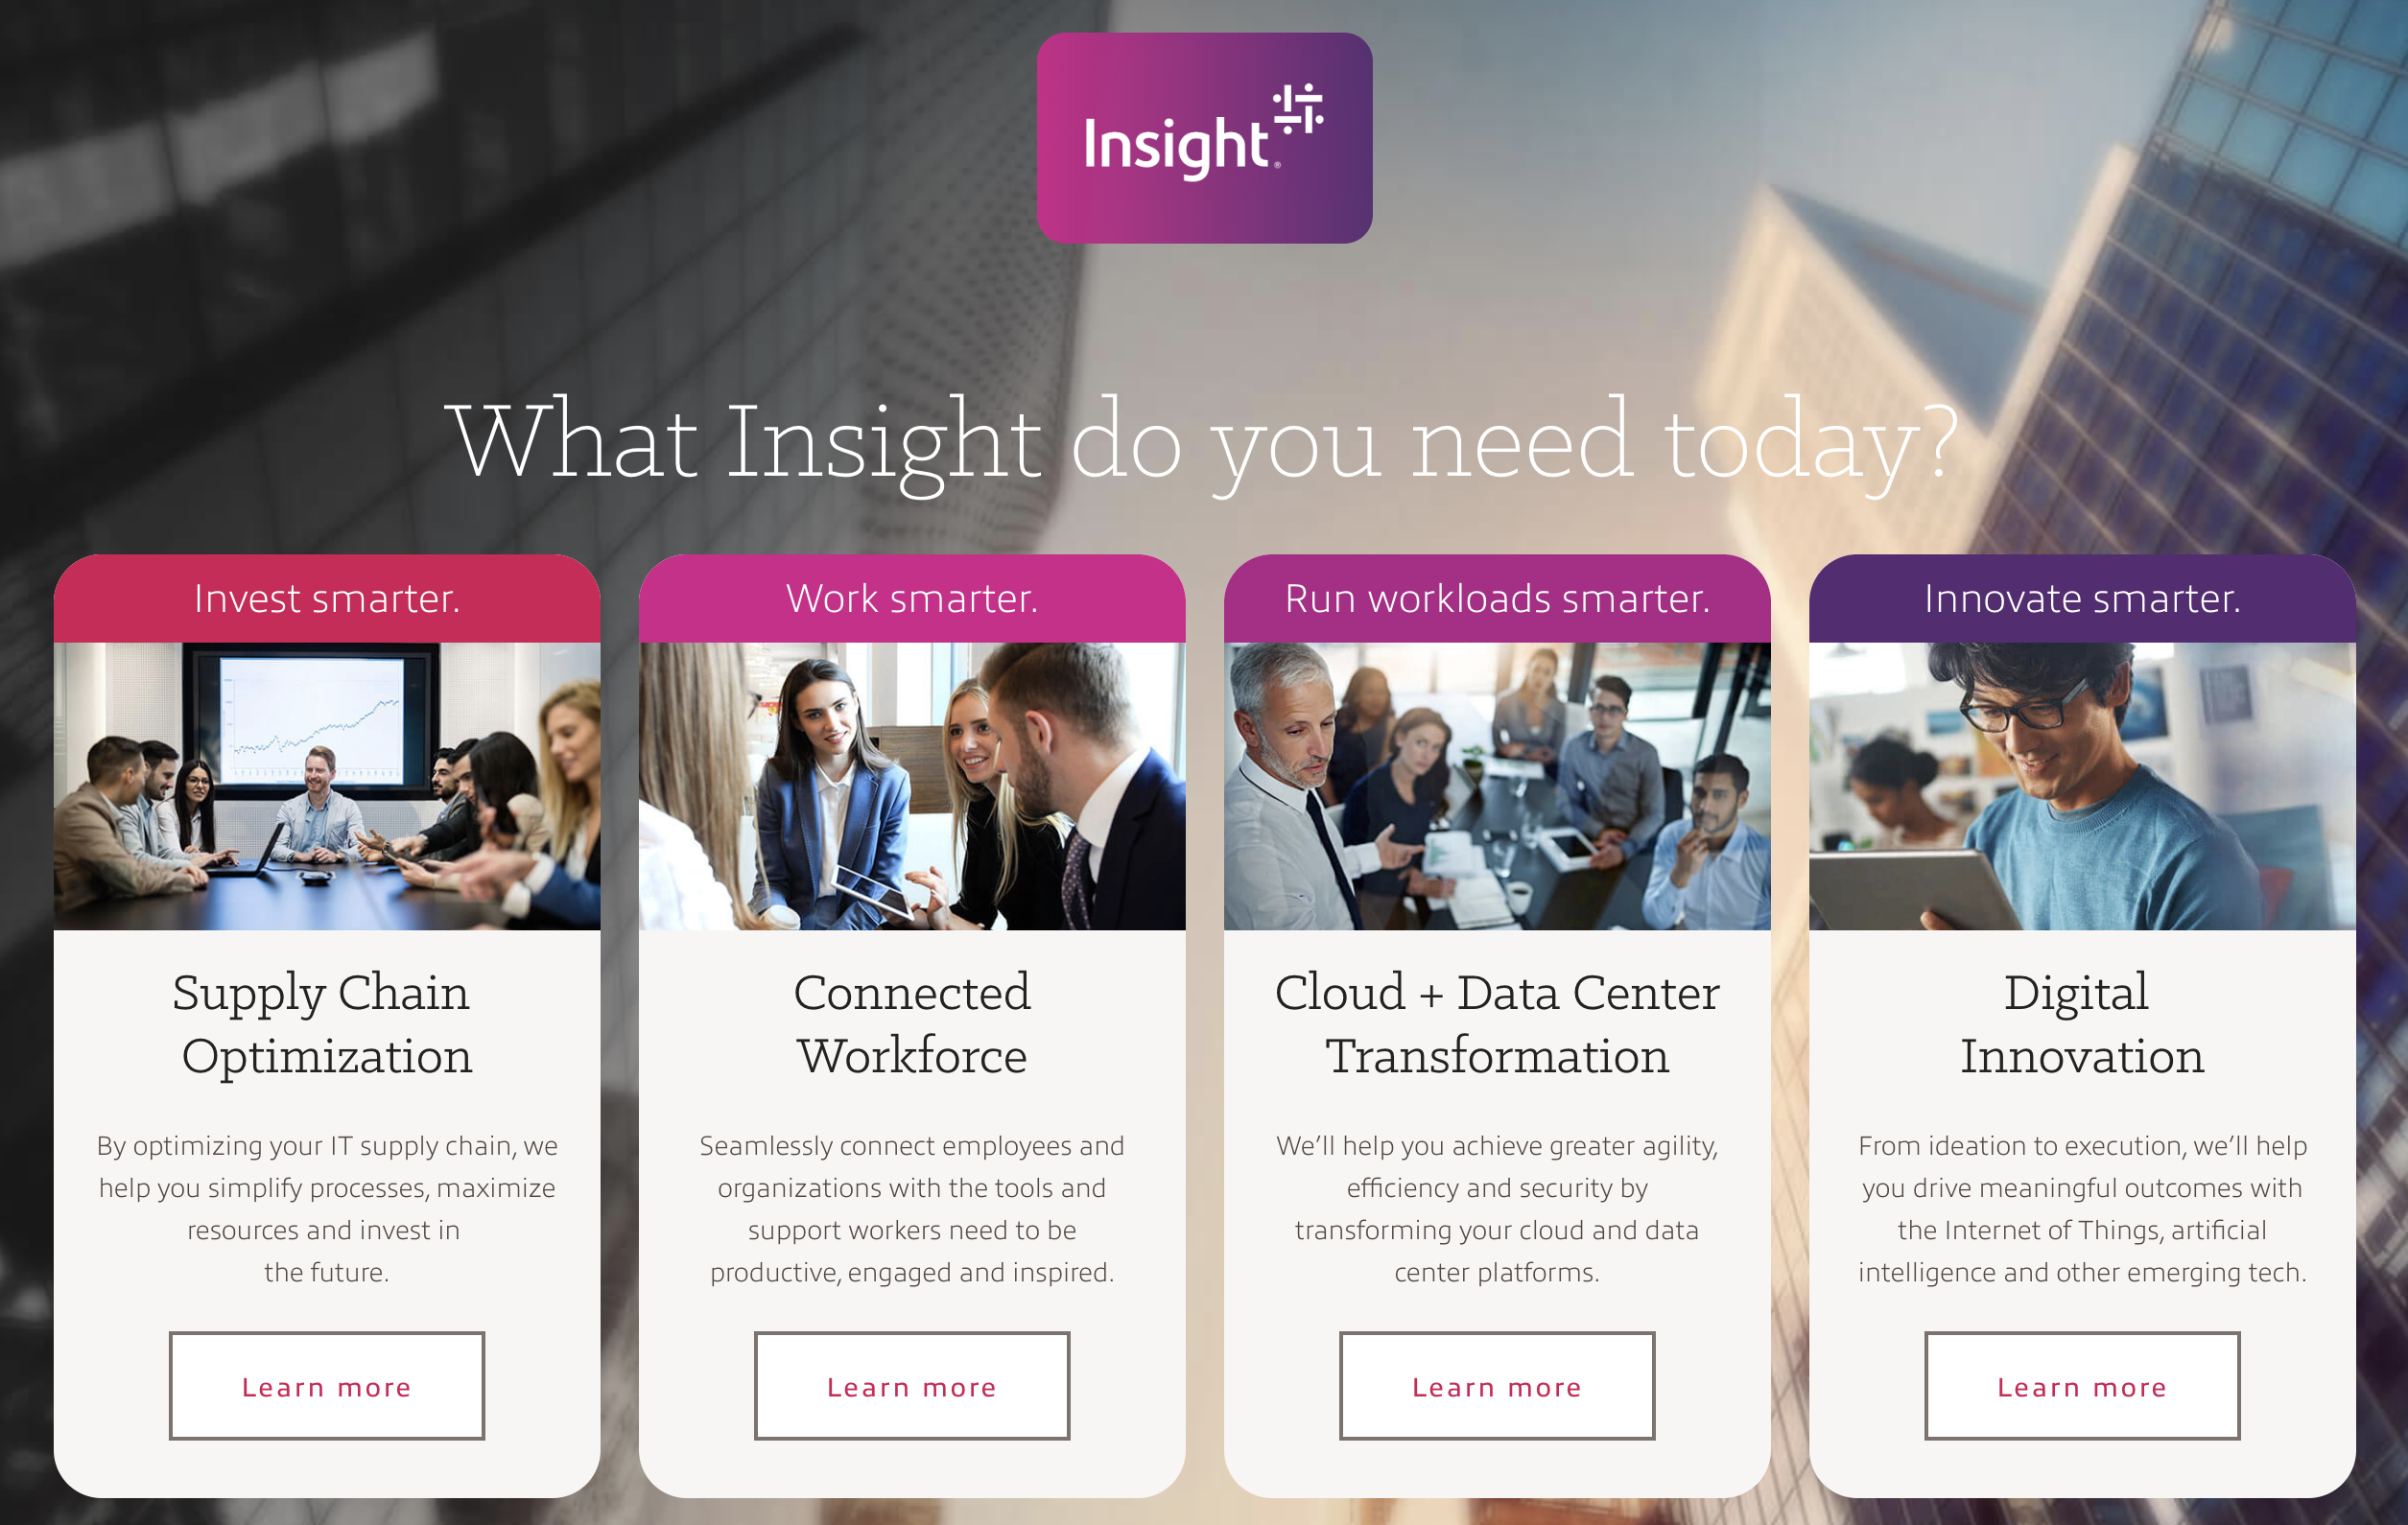 Insight®
What Insight do you need today?
Invest smarter.
Supply Chain
Optimization
By optimizing your IT supply chain, we
help you simplify processes, maximize
resources and invest in
the future.
Learn more
Work smarter.
Connected
Workforce
Seamlessly connect employees and
organizations with the tools and
support workers need to be
productive, engaged and inspired.
Learn more
Run workloads smarter.
Cloud + Data Center
Transformation
We’ll help you achieve greater agility,
efficiency and security by
transforming your cloud and data
center platforms.
Learn more
Innovate smarter.
Digital
Innovation
From ideation to execution, we’ll help
you drive meaningful outcomes with
the Internet of Things, artificial
intelligence and other emerging tech.
Learn more